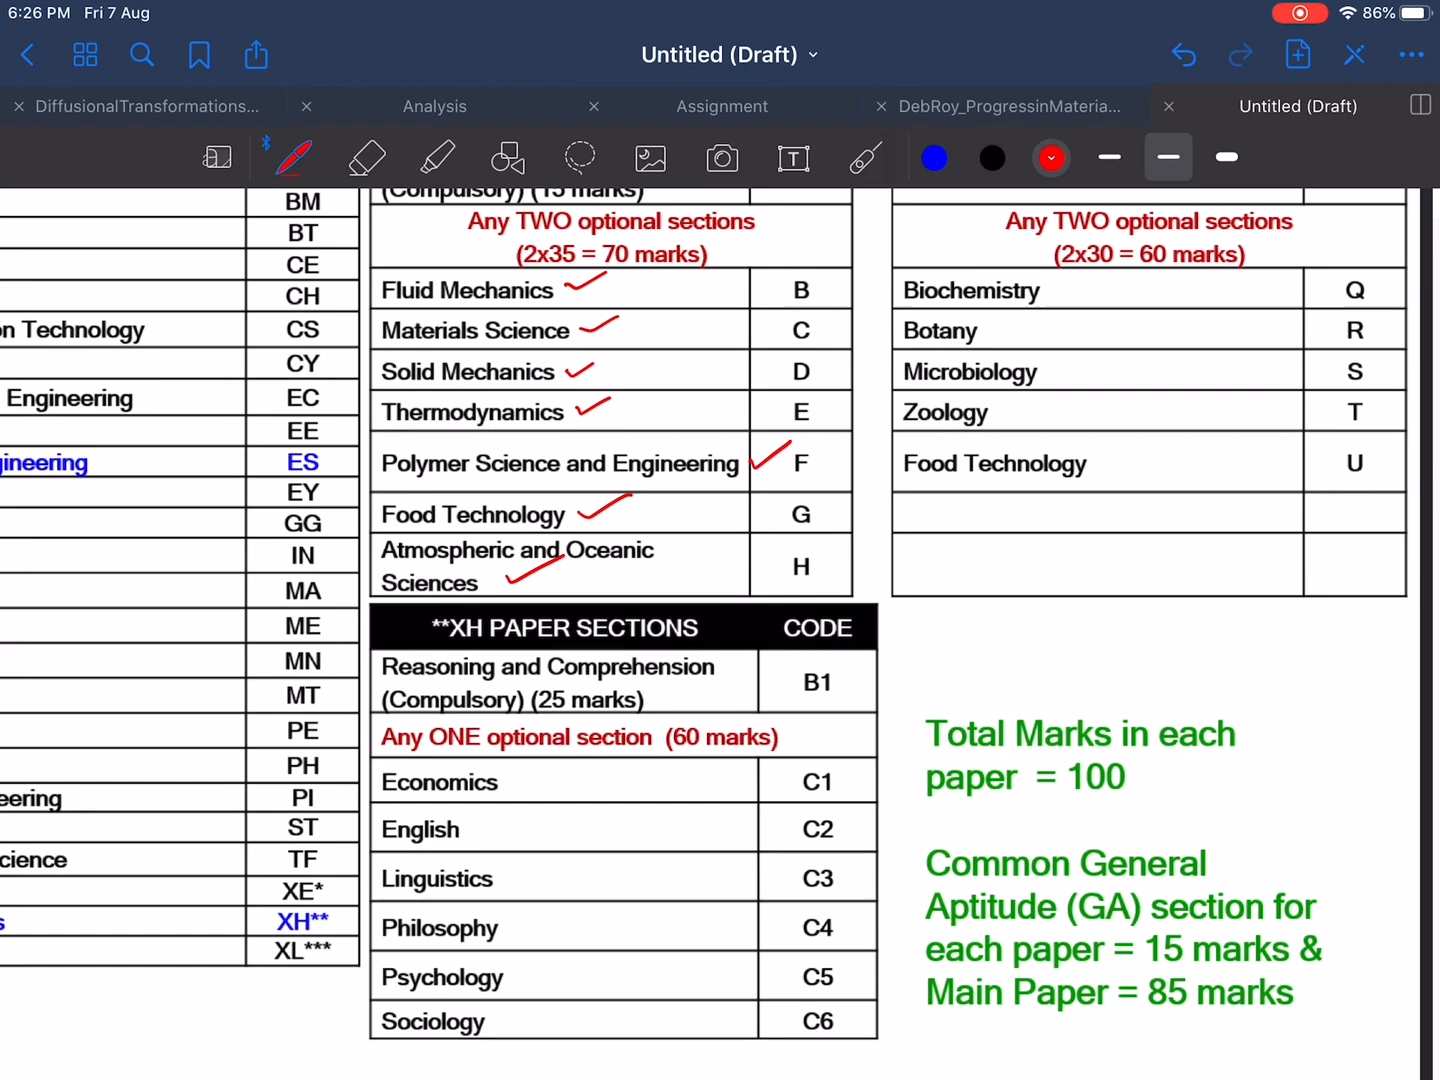 6:26 PM Fri 7 Aug
86%
Untitled (Draft)
DiffusionalTransformations...
Analysis
Assignment
DebRoy_ProgressinMateria...
Untitled (Draft)
T
BM
BT
CE
CH
on Technology CS
CY
Engineering EC
EE
gineering ES
EY
GG
IN
MA
ME
MN
MT
PE
PH
eering PI
ST
cience TF
XE*
s XH**
XL***
(Compulsory) (15 marks)
Any TWO optional sections
(2x35 = 70 marks)
Fluid Mechanics B
Materials Science C
Solid Mechanics D
Thermodynamics E
Polymer Science and Engineering F
Food Technology G
Atmospheric and Oceanic
Sciences H
**XH PAPER SECTIONS CODE
Reasoning and Comprehension
(Compulsory) (25 marks) B1
Any ONE optional section (60 marks)
Economics C1
English C2
Linguistics C3
Philosophy C4
Psychology C5
Sociology C6
Any TWO optional sections
(2x30 = 60 marks)
Biochemistry Q
Botany R
Microbiology S
Zoology T
Food Technology U
Total Marks in each
paper = 100
Common General
Aptitude (GA) section for
each paper = 15 marks &
Main Paper = 85 marks